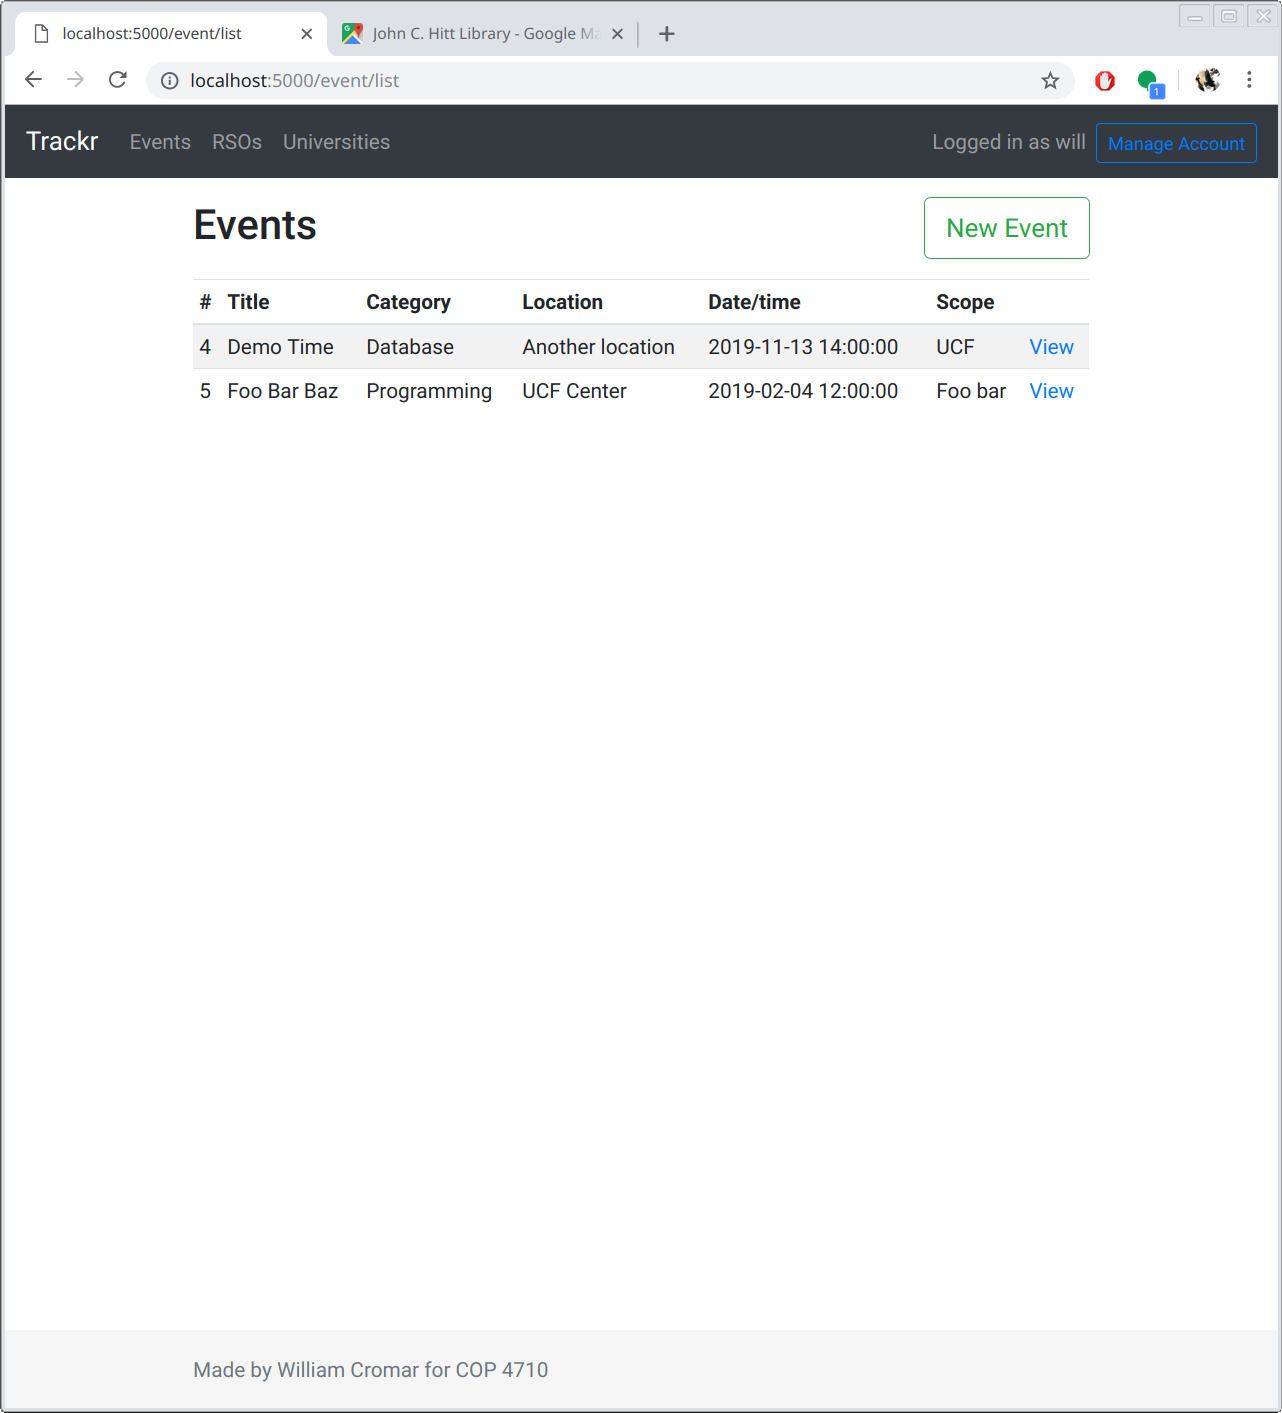 localhost:5000/event/list
John C. Hitt Library - Google Ma
localhost:5000/event/list
1
Trackr Events RSOs Universities Logged in as will Manage Account
Events New Event
# Title Category Location Date/time Scope
4 Demo Time Database Another location 2019-11-13 14:00:00 UCF View
5 Foo Bar Baz Programming UCF Center 2019-02-04 12:00:00 Foo bar View
Made by William Cromar for COP 4710